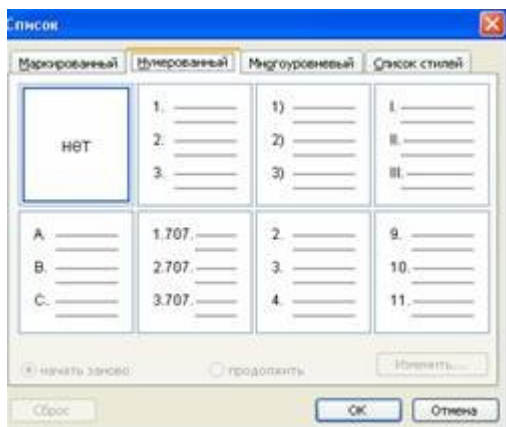 Список
Маркированный Нумерованный Многоуровневый Список стилей
нет
1.
2.
3.
1)
2)
3)
I.
II.
III.
A.
B.
C.
1.707.
2.707.
3.707.
2.
3.
4.
9.
10.
11.
начать заново продолжить Изменить...
Сброс ОК Отмена